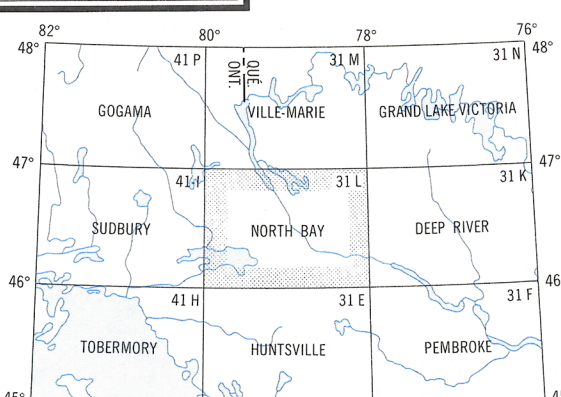 82° 80° 78° 76°
48° 41 P 31 M 31 N 48°
QUE.
ONT.
GOGAMA VILLE-MARIE GRAND LAKE VICTORIA
47° 47°
41 I 31 L 31 K
SUDBURY NORTH BAY DEEP RIVER
46° 46
41 H 31 E 31 F
TOBERMORY HUNTSVILLE PEMBROKE